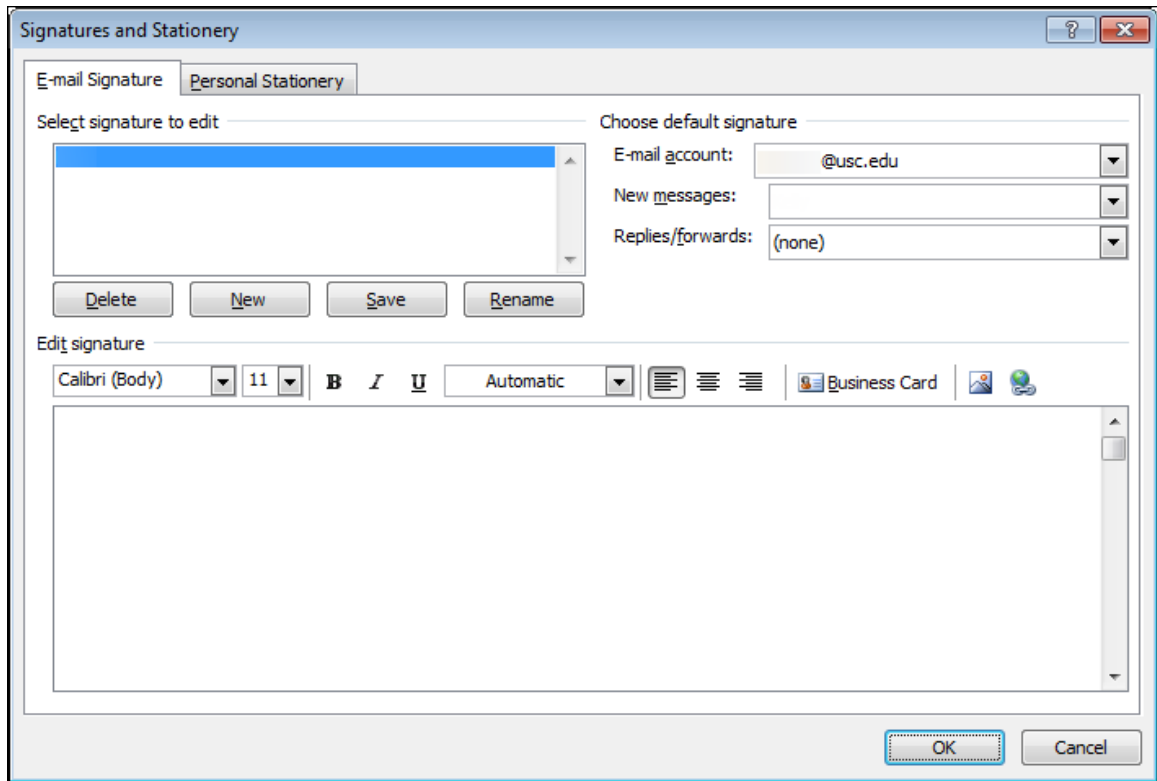 Signatures and Stationery
E-mail Signature Personal Stationery
Select signature to edit Choose default signature
E-mail account: @usc.edu
New messages:
Replies/forwards: (none)
Delete New Save Rename
Edit signature
Calibri (Body) 11 B I U Automatic Business Card
OK Cancel